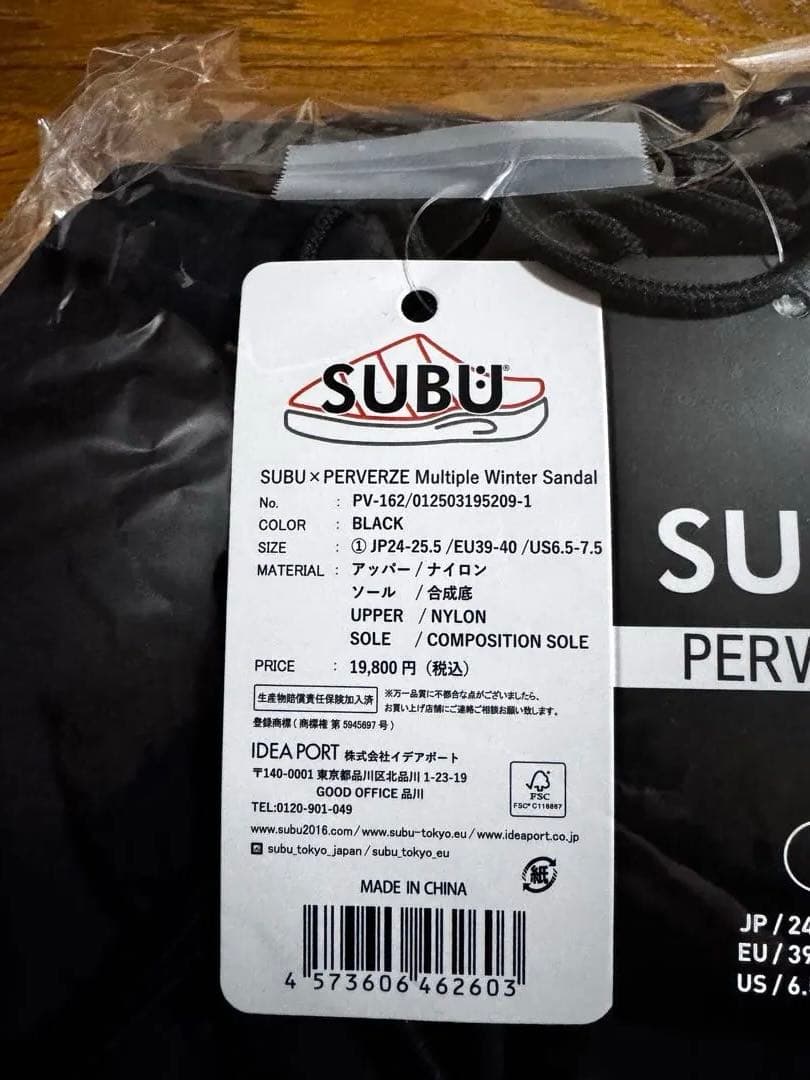 SUBU®
SUBU×PERVERZE Multiple Winter Sandal
No. : PV-162/012503195209-1
COLOR : BLACK
SIZE : ① JP24-25.5 /EU39-40 /US6.5-7.5
MATERIAL : アッパー / ナイロン
ソール / 合成底
UPPER / NYLON
SOLE / COMPOSITION SOLE
PRICE : 19,800 円（税込）
生産物賠償責任保険加入済
※万一品質に不都合な点がございましたら、
お買い上げ店舗にご連絡ご相談お願い致します。
登録商標 ( 商標権 第 5945697 号 )
IDEA PORT 株式会社イデアポート
〒140-0001 東京都品川区北品川 1-23-19
GOOD OFFICE 品川
TEL:0120-901-049
FSC
FSC® C118867
www.subu2016.com / www.subu-tokyo.eu / www.ideaport.co.jp
subu_tokyo_japan / subu_tokyo_eu
紙
MADE IN CHINA
4 573606 462603
SU
PERV
JP / 24
EU / 39
US / 6.